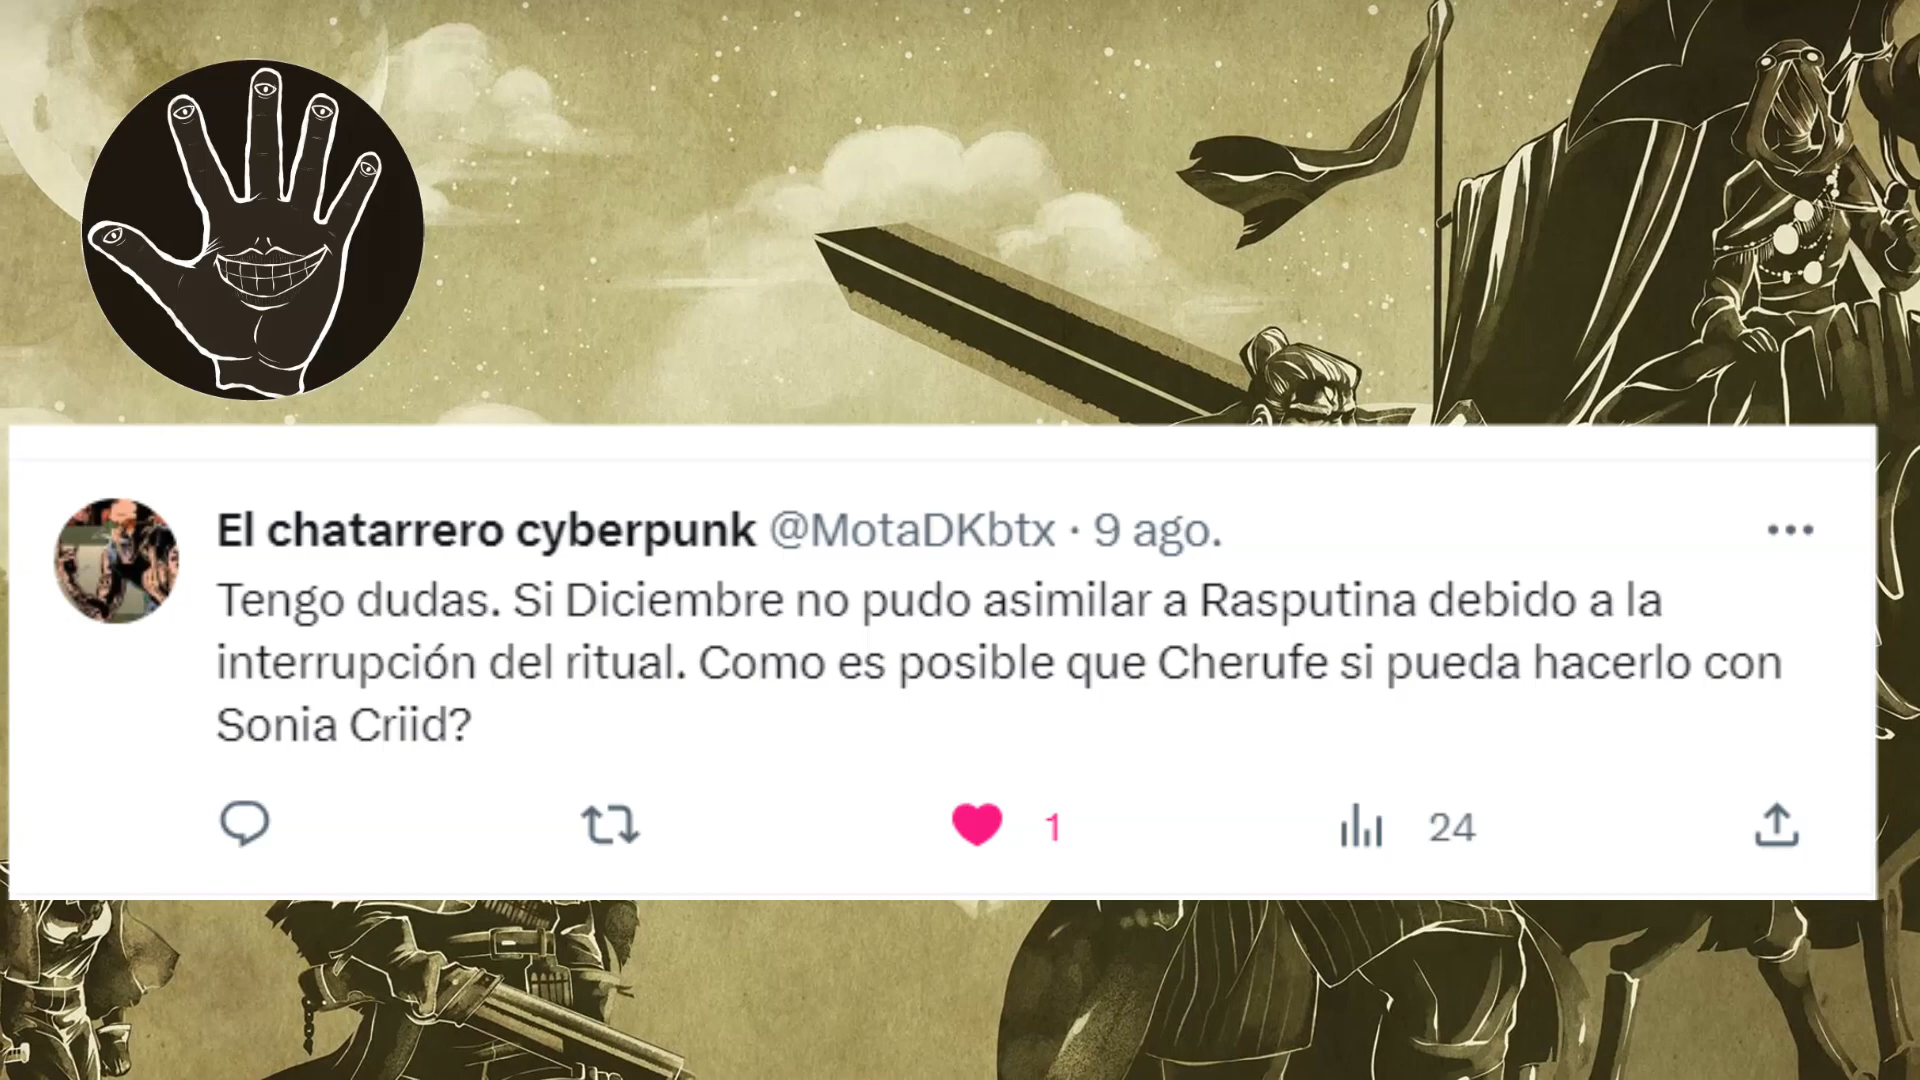 El chatarrero cyberpunk @MotaDKbtx · 9 ago.
Tengo dudas. Si Diciembre no pudo asimilar a Rasputina debido a la
interrupción del ritual. Como es posible que Cherufe si pueda hacerlo con
Sonia Criid?
1 24